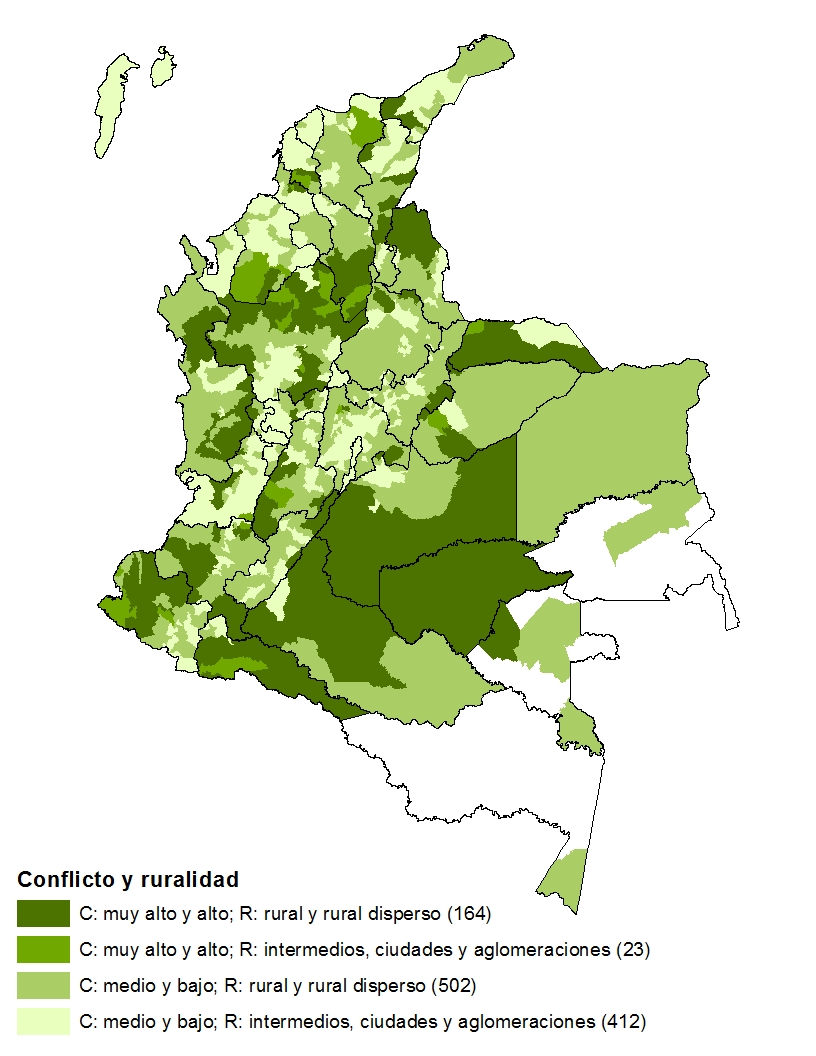 Conflicto y ruralidad
C: muy alto y alto; R: rural y rural disperso (164)
C: muy alto y alto; R: intermedios, ciudades y aglomeraciones (23)
C: medio y bajo; R: rural y rural disperso (502)
C: medio y bajo; R: intermedios, ciudades y aglomeraciones (412)